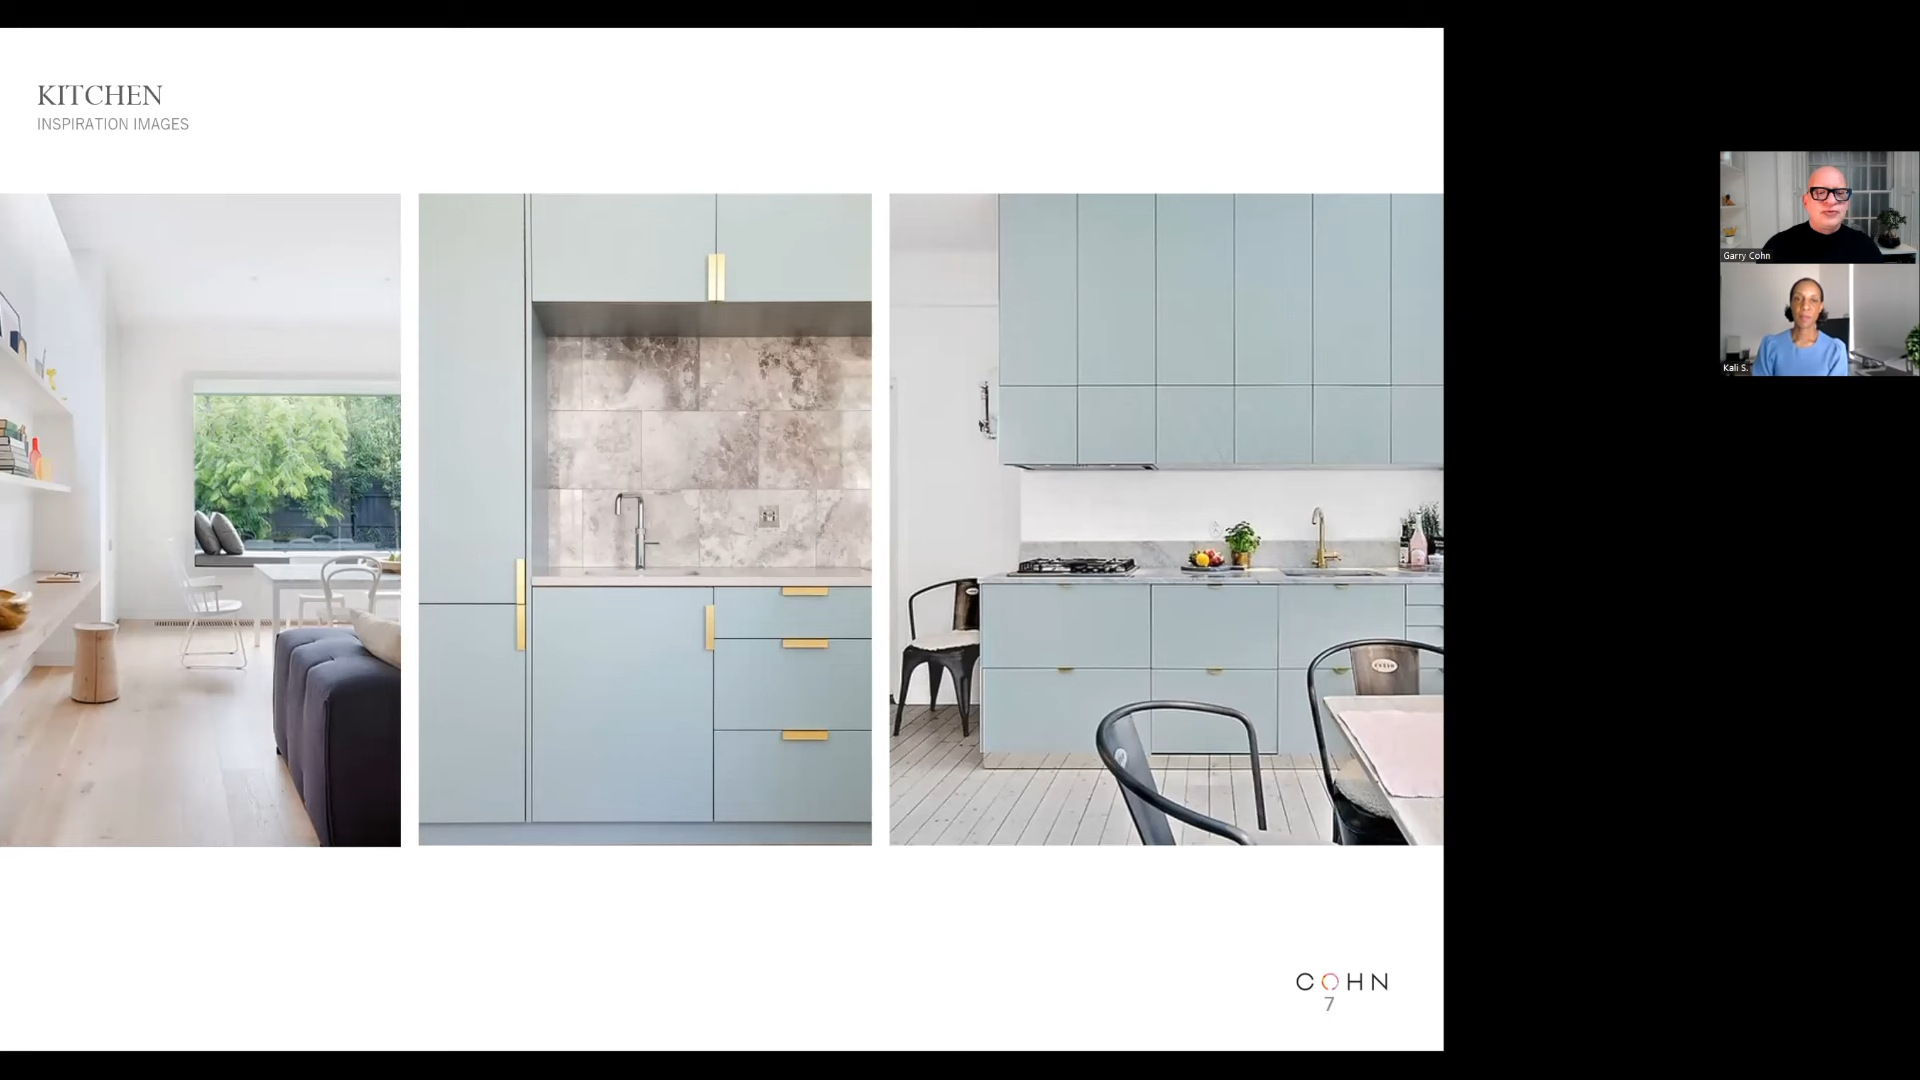 KITCHEN
INSPIRATION IMAGES
COHN
7
Garry Cohn
Kali S.